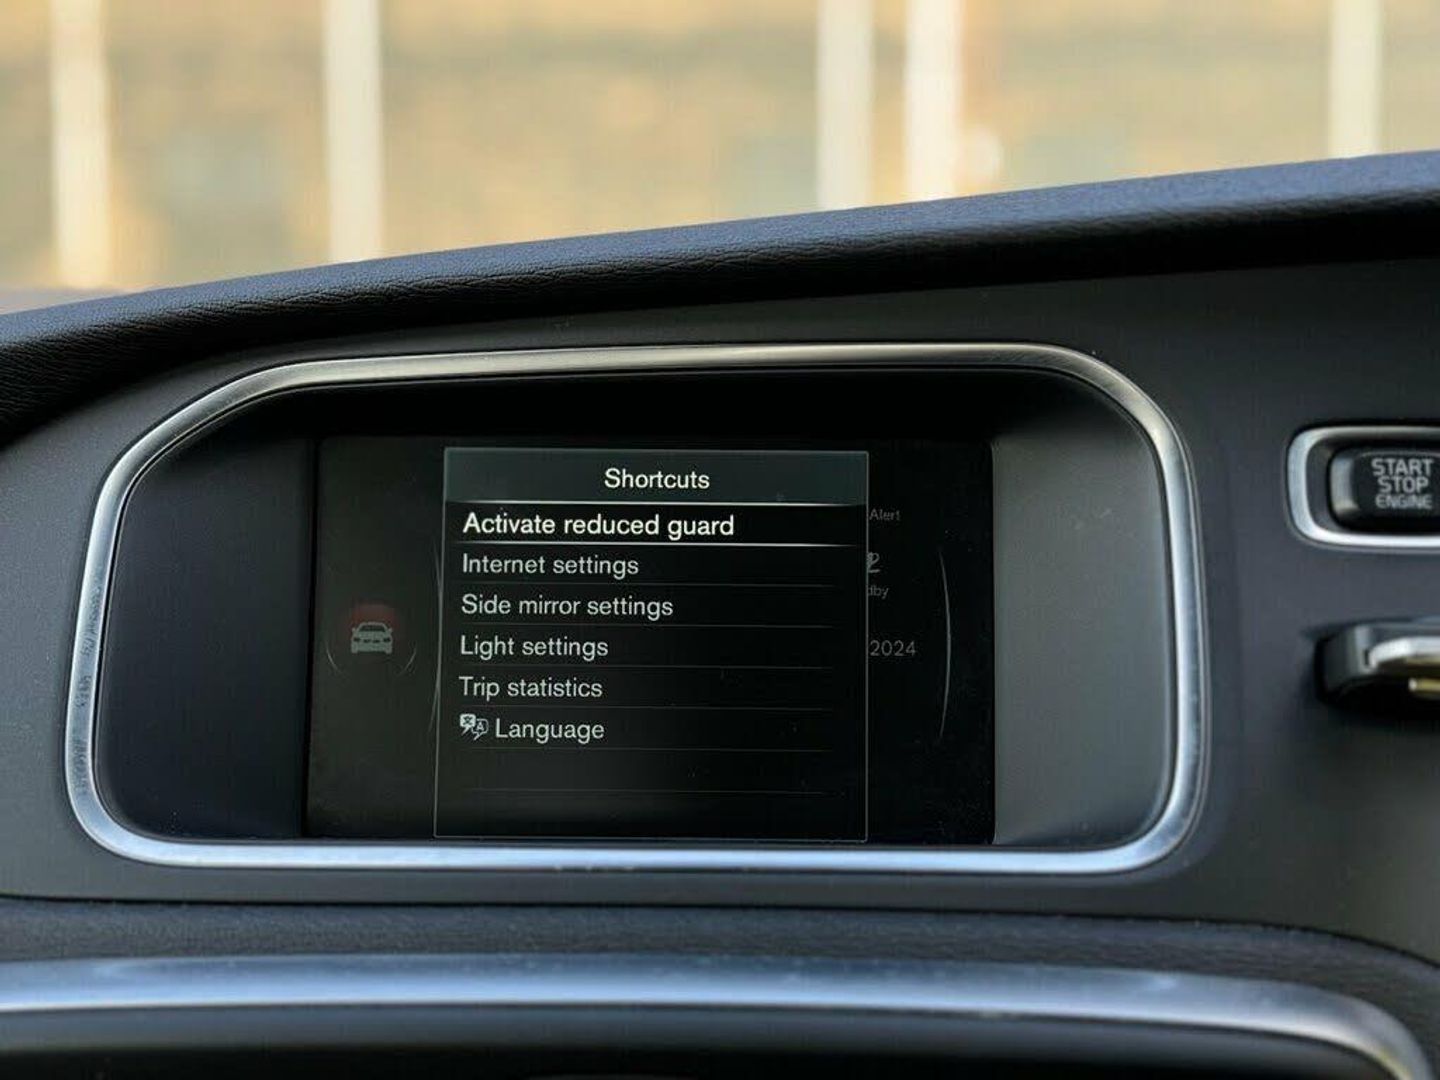 Shortcuts
Activate reduced guard
Alert
Internet settings
Side mirror settings
Light settings
2024
Trip statistics
Language
START
STOP
ENGINE